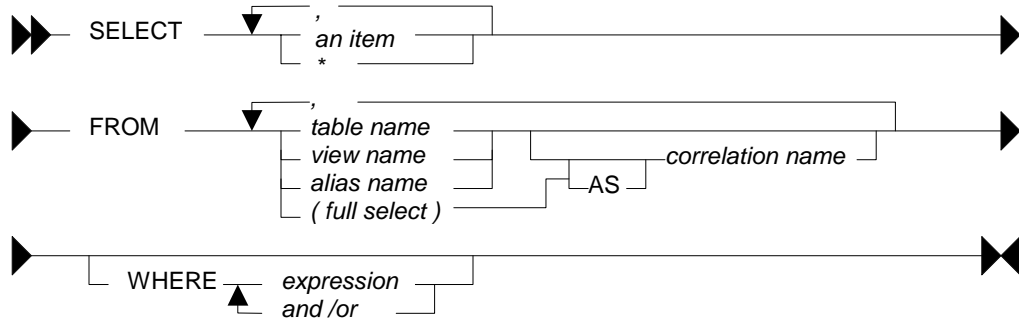 ,
SELECT an item
*
,
FROM table name
view name correlation name
alias name AS
( full select )
WHERE expression
and /or